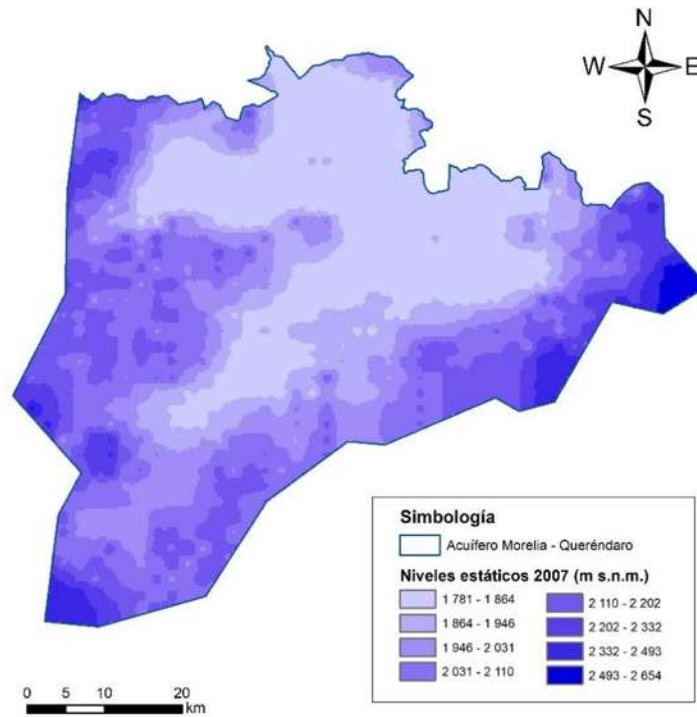 N
W E
S
Simbología
Acuífero Morelia - Queréndaro
Niveles estáticos 2007 (m s.n.m.)
1 781 - 1 864
1 864 - 1 946
1 946 - 2 031
2 031 - 2 110
2 110 - 2 202
2 202 - 2 332
2 332 - 2 493
2 493 - 2 654
0 5 10 20
km